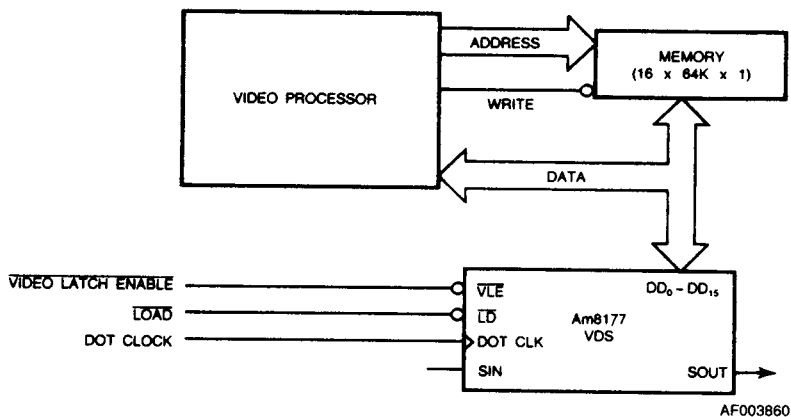 ADDRESS
MEMORY
(16 x 64K x 1)
VIDEO PROCESSOR
WRITE
DATA
VIDEO LATCH ENABLE
VLE
DD0 - DD15
LOAD
LD
Am8177
VDS
DOT CLOCK
DOT CLK
SIN
SOUT
AF003860